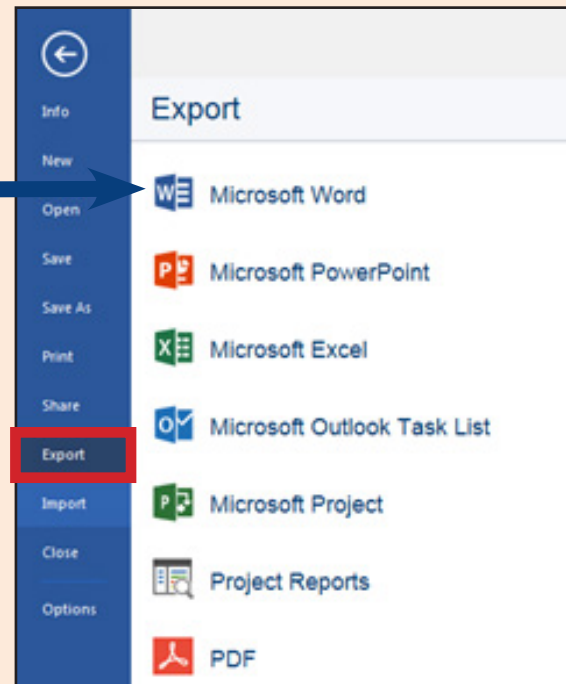 Info
New
Open
Save
Save As
Print
Share
Export
Import
Close
Options
Export
Microsoft Word
Microsoft PowerPoint
Microsoft Excel
Microsoft Outlook Task List
Microsoft Project
Project Reports
PDF